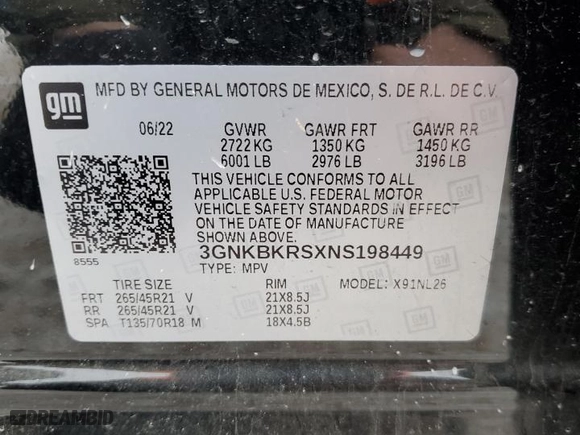 gm MFD BY GENERAL MOTORS DE MEXICO, S. DE R.L. DE C.V.
06/22 GVWR GAWR FRT GAWR RR
2722 KG 1350 KG 1450 KG
6001 LB 2976 LB 3196 LB
THIS VEHICLE CONFORMS TO ALL
APPLICABLE U.S. FEDERAL MOTOR
VEHICLE SAFETY STANDARDS IN EFFECT
ON THE DATE OF MANUFACTURE
SHOWN ABOVE.
8555 3GNKBKRSXNS198449
TYPE: MPV
TIRE SIZE RIM MODEL: X91NL26
FRT 265/45R21 V 21X8.5J
RR 265/45R21 V 21X8.5J
SPA T135/70R18 M 18X4.5B
DREAMBID